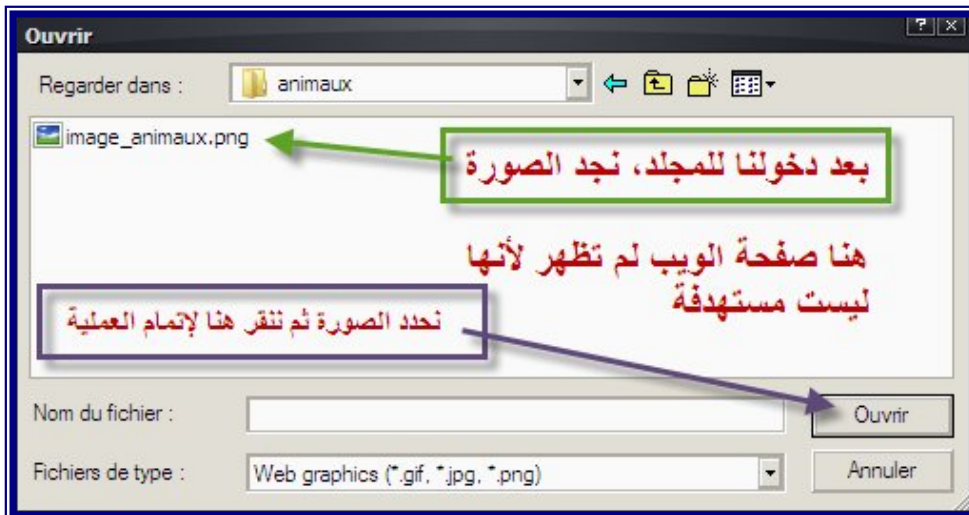 Ouvrir
Regarder dans : animaux
image_animaux.png
بعد دخولنا للمجلد، نجد الصورة
هنا صفحة الويب لم تظهر لأنها
ليست مستهدفة
نحدد الصورة ثم ننقر هنا لإتمام العملية
Nom du fichier :
Ouvrir
Fichiers de type : Web graphics (*.gif, *.jpg, *.png)
Annuler